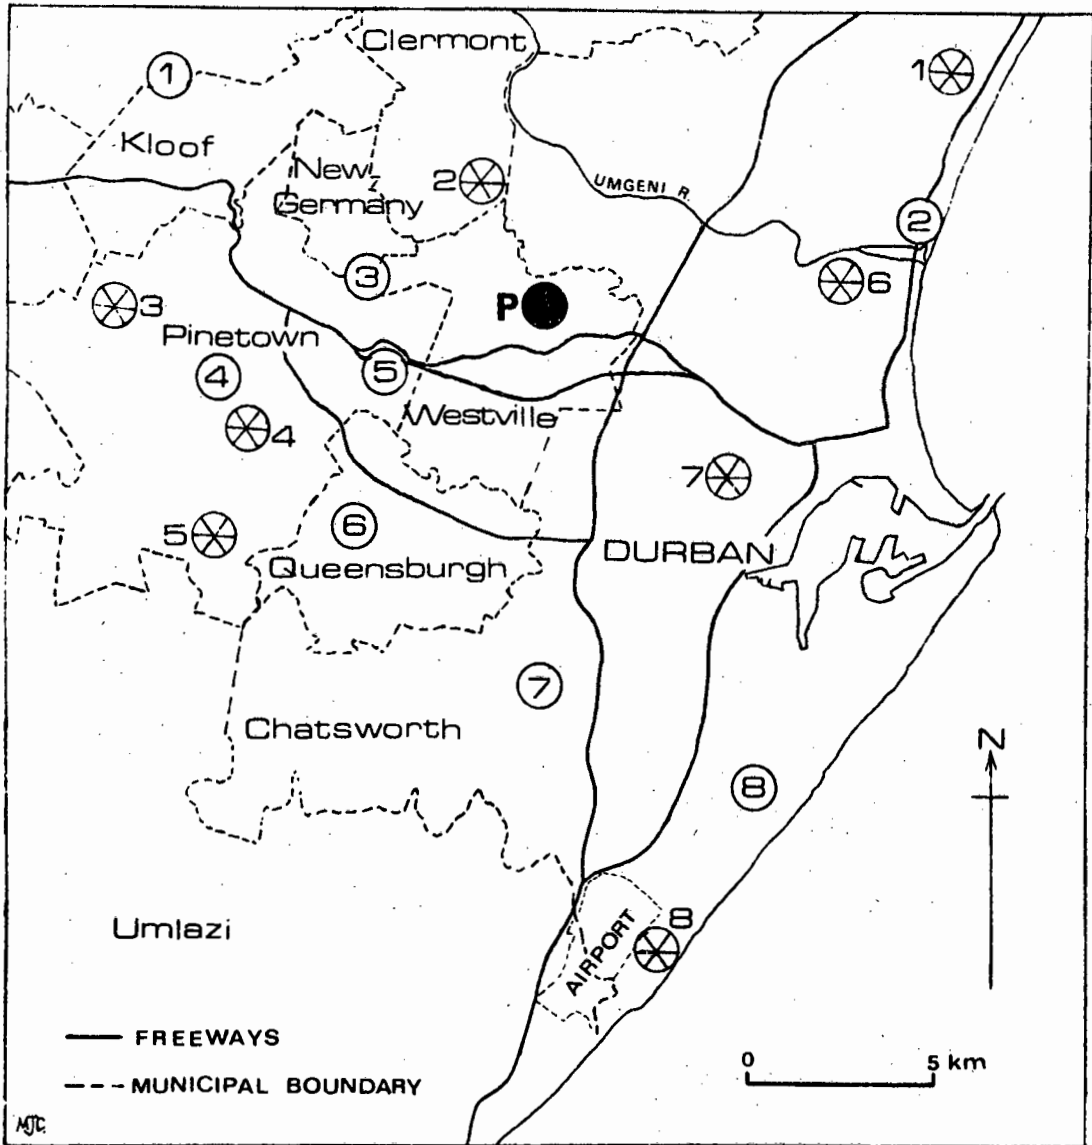 Clermont
1
1
Kloof
New
Germany
2
UMGENI R.
2
3
3
P
6
Pinetown
4
5
Westville
4
7
5
6
DURBAN
Queensburgh
7
Chatsworth
N
8
Umlazi
8
AIRPORT
FREEWAYS
MUNICIPAL BOUNDARY
0 5 km
MJC.